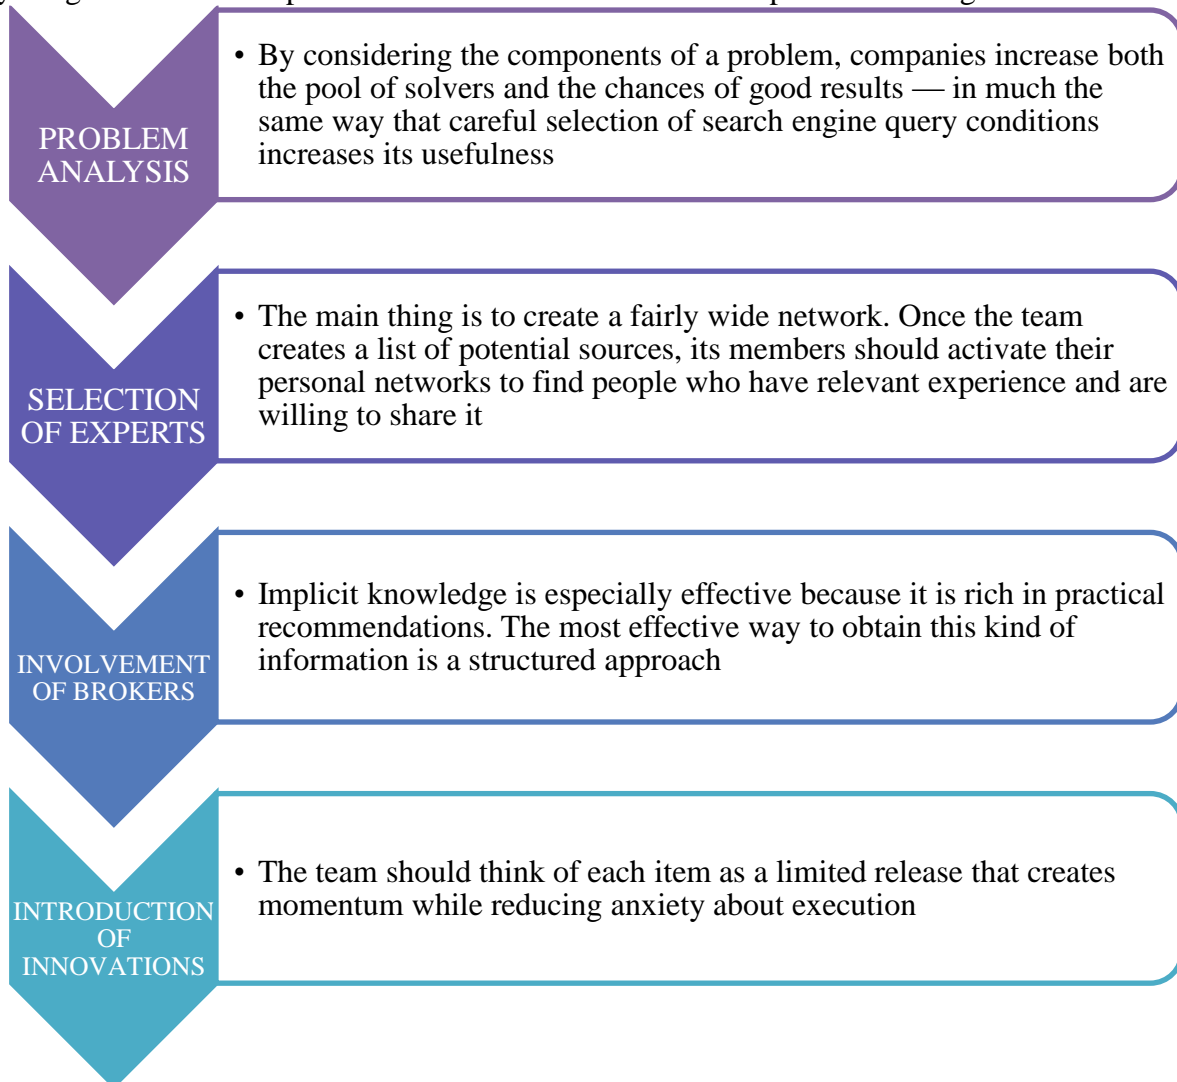 PROBLEM
ANALYSIS
• By considering the components of a problem, companies increase both
the pool of solvers and the chances of good results — in much the
same way that careful selection of search engine query conditions
increases its usefulness
SELECTION
OF EXPERTS
• The main thing is to create a fairly wide network. Once the team
creates a list of potential sources, its members should activate their
personal networks to find people who have relevant experience and are
willing to share it
INVOLVEMENT
OF BROKERS
• Implicit knowledge is especially effective because it is rich in practical
recommendations. The most effective way to obtain this kind of
information is a structured approach
INTRODUCTION
OF
INNOVATIONS
• The team should think of each item as a limited release that creates
momentum while reducing anxiety about execution